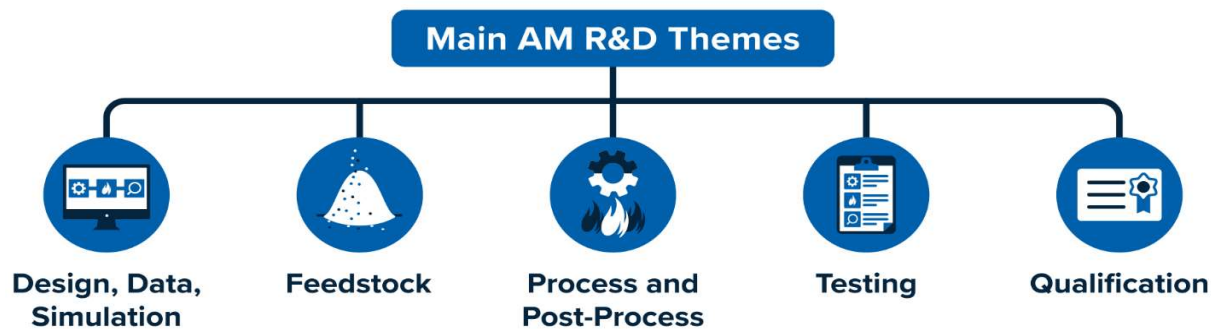 Main AM R&D Themes
Design, Data,
Simulation
Feedstock
Process and
Post-Process
Testing
Qualification